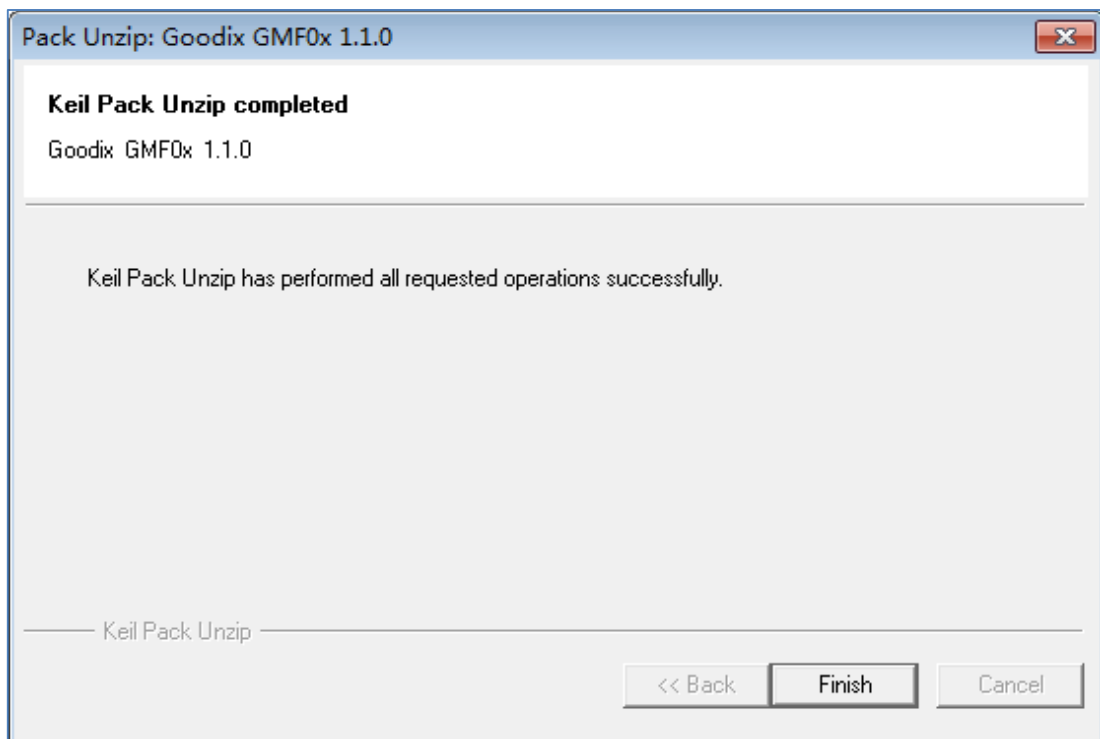 Pack Unzip: Goodix GMF0x 1.1.0
Keil Pack Unzip completed
Goodix GMF0x 1.1.0
Keil Pack Unzip has performed all requested operations successfully.
Keil Pack Unzip
<< Back
Finish
Cancel